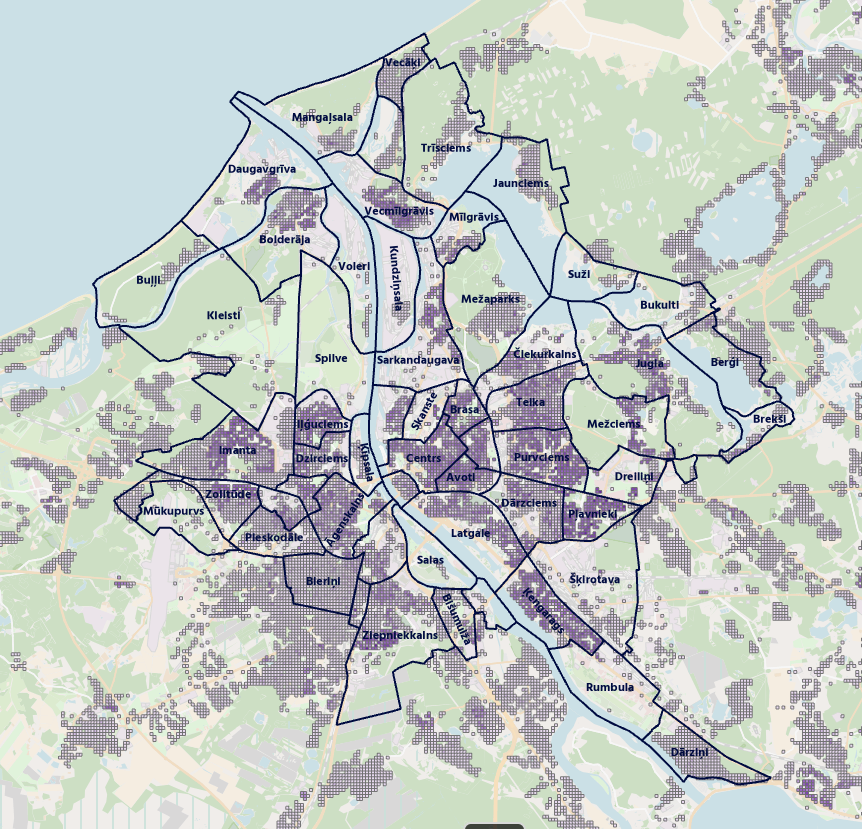 Vecāķi
Mangaļsala
Trīsciems
Daugavgrīva
Jaunciems
Vecmīlgrāvis
Mīlgrāvis
Bolderāja
Voleri
Kundziņsala
Suži
Buļļi
Mežaparks
Bukulti
Kleisti
Spilve
Sarkandaugava
Čiekurkalns
Jugla
Berģi
Skanste
Brasa
Teika
Brekši
Iļģuciems
Mežciems
Imanta
Dzirciems
Ķīpsala
Centrs
Purvciems
Avoti
Dreiliņi
Zolitūde
Mūkupurvs
Āgenskalns
Dārzciems
Pļavnieki
Pleskodāle
Latgale
Salas
Bieriņi
Šķirotava
Ķengarags
Bišumuiža
Ziepniekkalns
Rumbula
Dārziņi